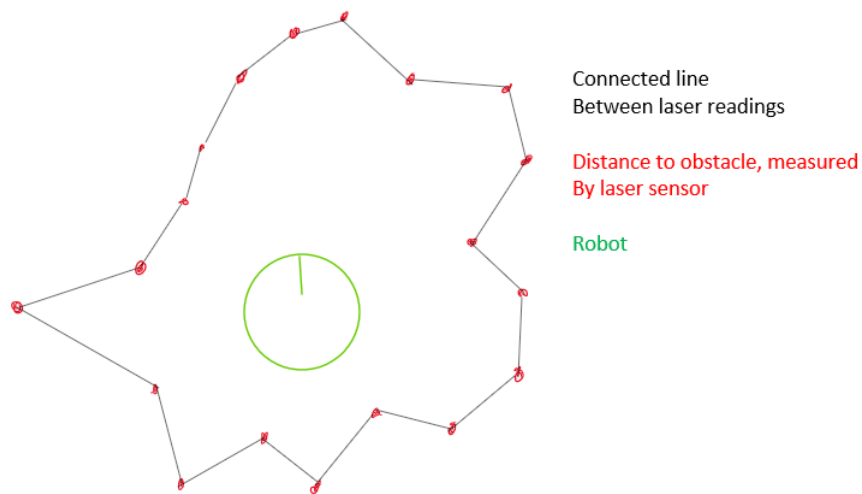 Connected line
Between laser readings
Distance to obstacle, measured
By laser sensor
Robot